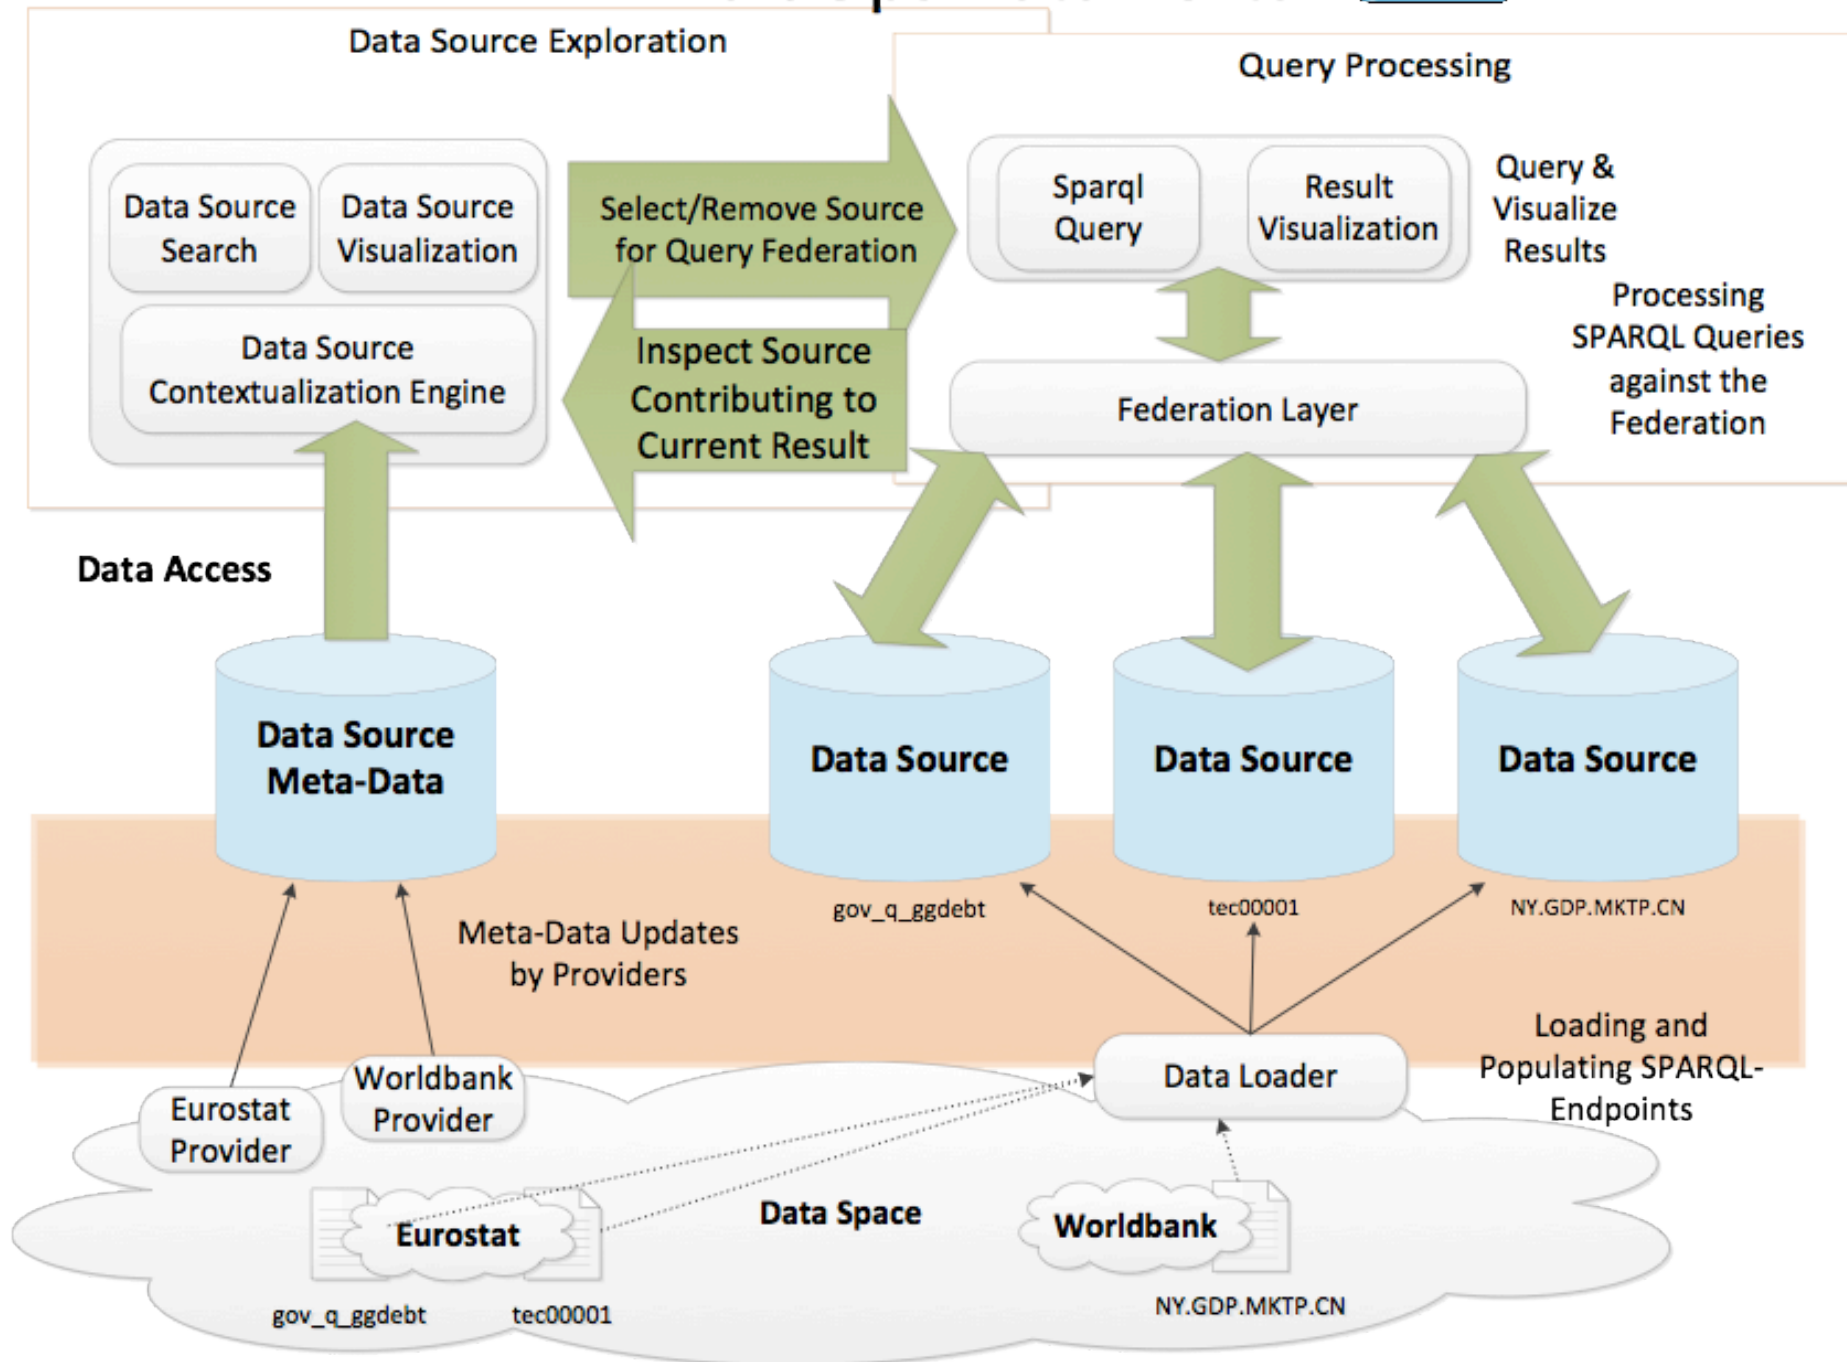 Data Source Exploration
Query Processing
Data Source
Search
Data Source
Visualization
Data Source
Contextualization Engine
Select/Remove Source
for Query Federation
Inspect Source
Contributing to
Current Result
Sparql
Query
Result
Visualization
Query &
Visualize
Results
Federation Layer
Processing
SPARQL Queries
against the
Federation
Data Access
Data Source
Meta-Data
Data Source
Data Source
Data Source
gov_q_ggdebt
tec00001
NY.GDP.MKTP.CN
Meta-Data Updates
by Providers
Loading and
Populating SPARQL-
Endpoints
Eurostat
Provider
Worldbank
Provider
Data Loader
Data Space
Eurostat
Worldbank
gov_q_ggdebt
tec00001
NY.GDP.MKTP.CN